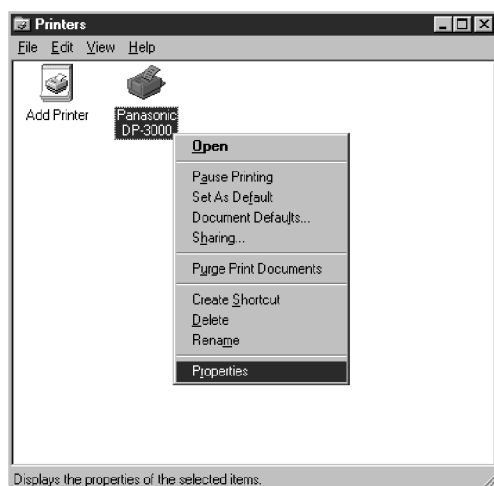 Printers
File Edit View Help
Add Printer
Panasonic
DP-3000
Open
Pause Printing
Set As Default
Document Defaults...
Sharing...
Purge Print Documents
Create Shortcut
Delete
Rename
Properties
Displays the properties of the selected items.